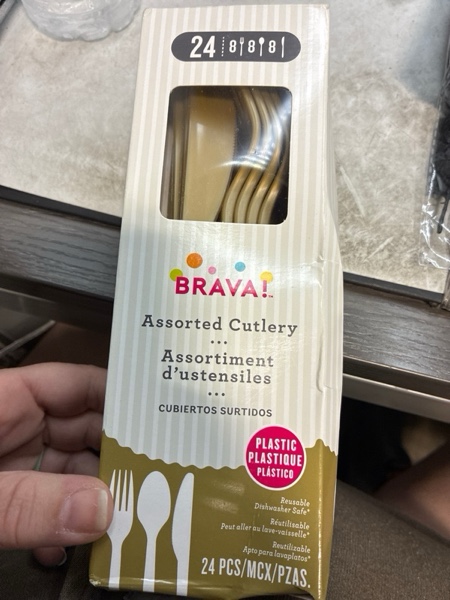 24 8 8 8
BRAVA!™
Assorted Cutlery
Assortiment
d'ustensiles
CUBIERTOS SURTIDOS
PLASTIC
PLASTIQUE
PLÁSTICO
Reusable
Dishwasher Safe*
Réutilisable
Peut aller au lave-vaisselle*
Reutilizable
Apto para lavaplatos*
24 PCS/MCX/PZAS.